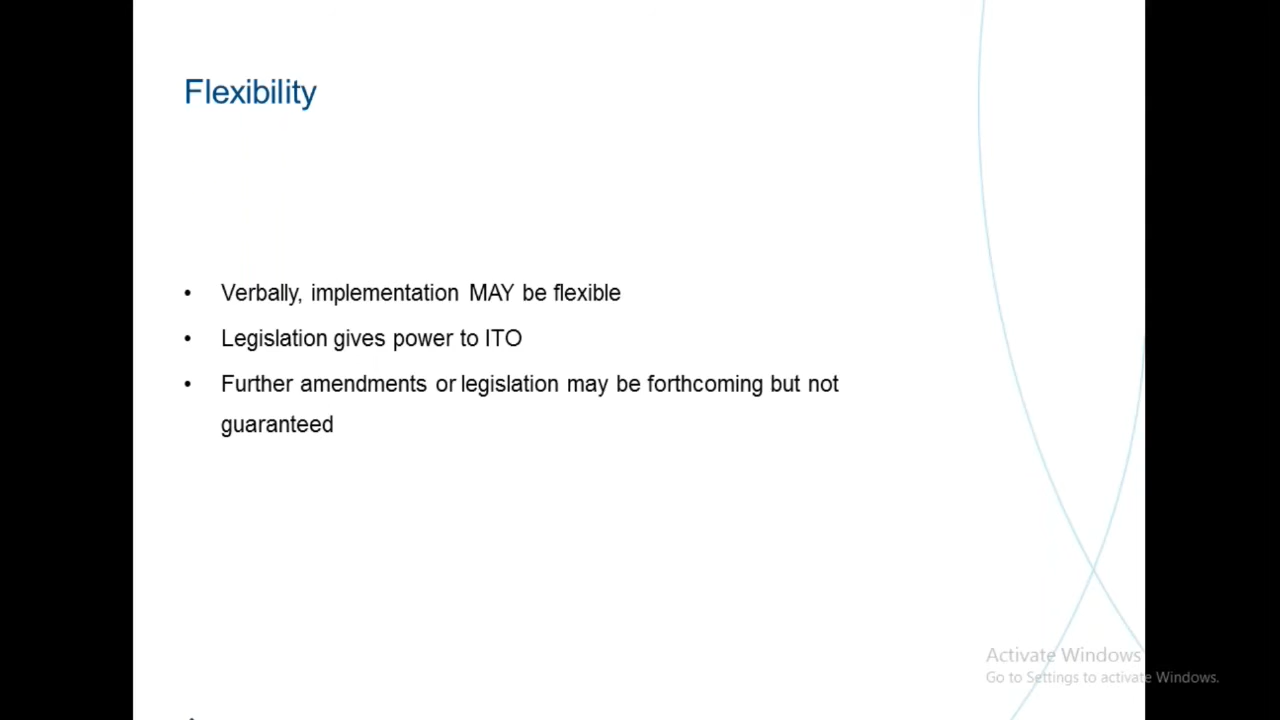 Flexibility
• Verbally, implementation MAY be flexible
• Legislation gives power to ITO
• Further amendments or legislation may be forthcoming but not
guaranteed
Activate Windows
Go to Settings to activate Windows.